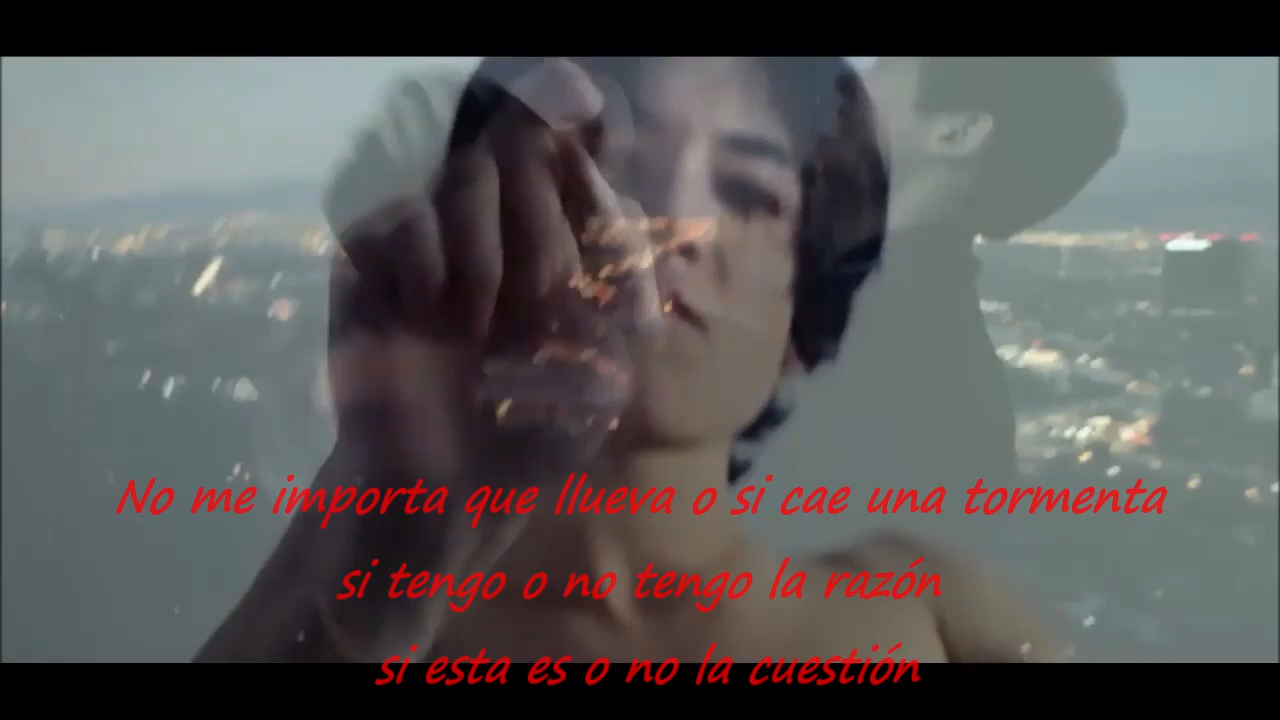 No me importa que llueva o si cae una tormenta
si tengo o no tengo la razón
si esta es o no la cuestión